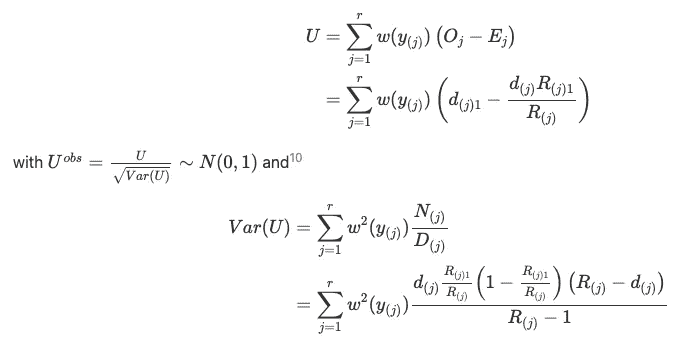 $U = \sum_{j=1}^{r} w(y_{(j)}) \left( O_j - E_j \right)$
$= \sum_{j=1}^{r} w(y_{(j)}) \left( d_{(j)1} - \frac{d_{(j)} R_{(j)1}}{R_{(j)}} \right)$
with $U^{obs} = \frac{U}{\sqrt{Var(U)}} \sim N(0, 1)$ and$^{10}$
$Var(U) = \sum_{j=1}^{r} w^2(y_{(j)}) \frac{N_{(j)}}{D_{(j)}}$
$= \sum_{j=1}^{r} w^2(y_{(j)}) \frac{d_{(j)} \frac{R_{(j)1}}{R_{(j)}} \left( 1 - \frac{R_{(j)1}}{R_{(j)}} \right) \left( R_{(j)} - d_{(j)} \right)}{R_{(j)} - 1}$